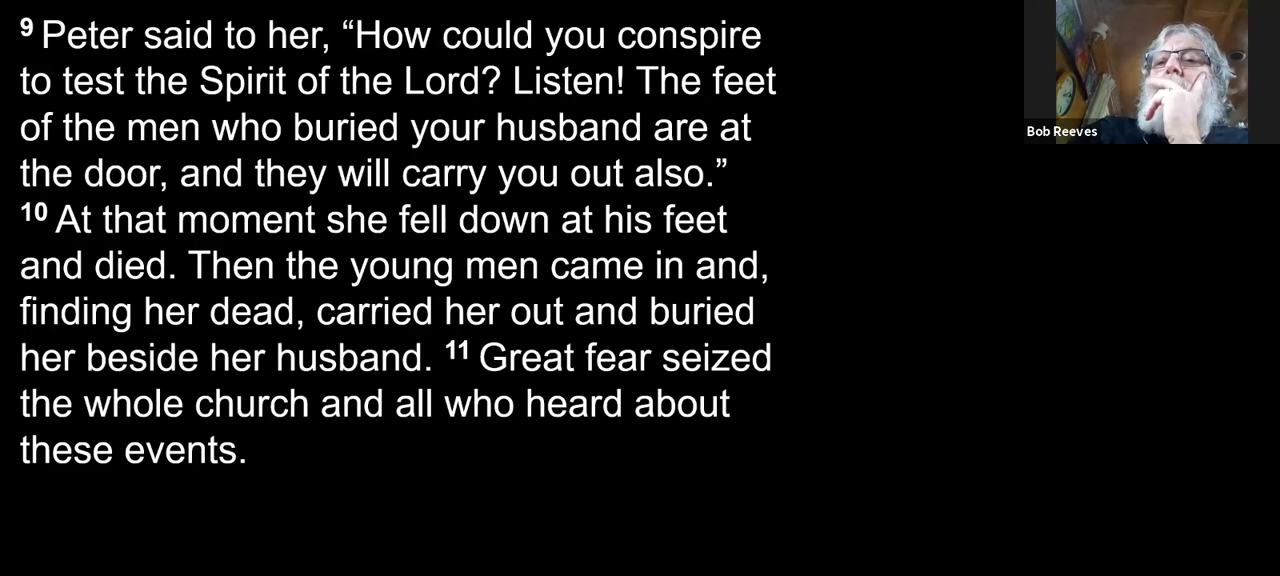 9 Peter said to her, “How could you conspire
to test the Spirit of the Lord? Listen! The feet
of the men who buried your husband are at
the door, and they will carry you out also.”
10 At that moment she fell down at his feet
and died. Then the young men came in and,
finding her dead, carried her out and buried
her beside her husband. 11 Great fear seized
the whole church and all who heard about
these events.
Bob Reeves